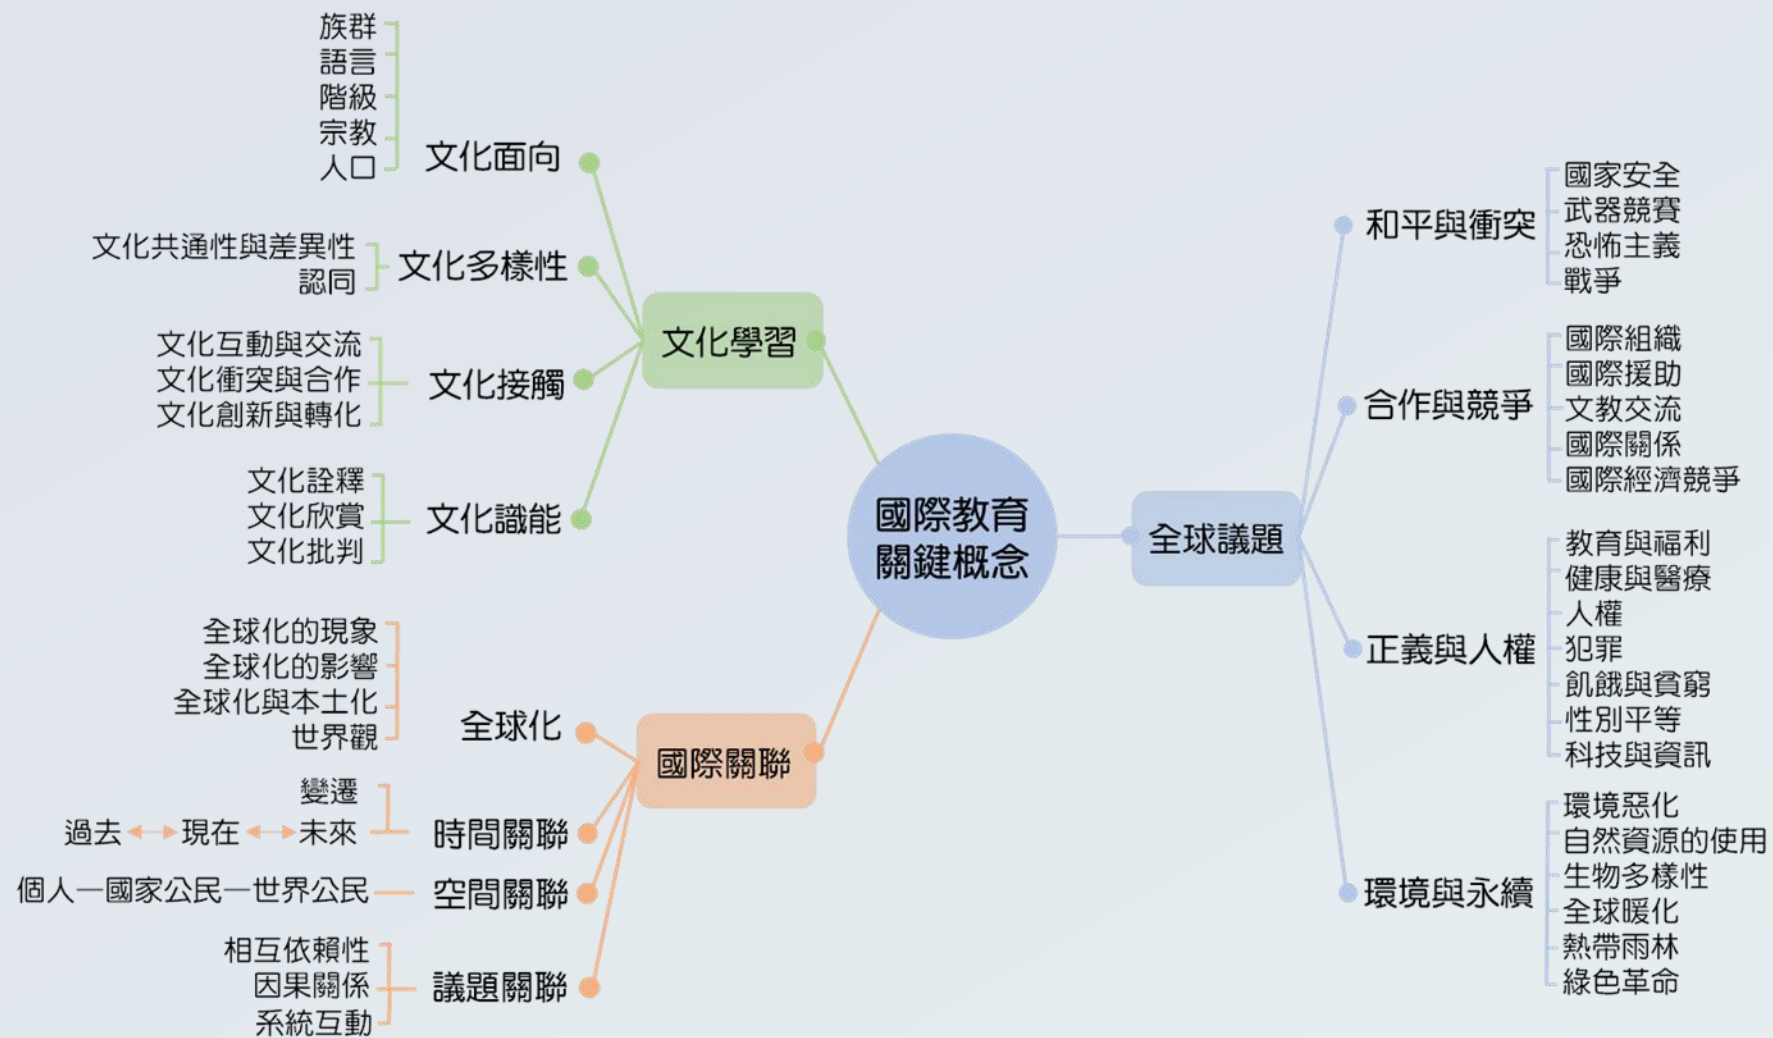 國際教育
關鍵概念
文化學習
文化面向
族群
語言
階級
宗教
人口
文化多樣性
文化共通性與差異性
認同
文化接觸
文化互動與交流
文化衝突與合作
文化創新與轉化
文化識能
文化詮釋
文化欣賞
文化批判
國際關聯
全球化
全球化的現象
全球化的影響
全球化與本土化
世界觀
時間關聯
變遷
過去 現在 未來
空間關聯
個人—國家公民—世界公民
議題關聯
相互依賴性
因果關係
系統互動
全球議題
和平與衝突
國家安全
武器競賽
恐怖主義
戰爭
合作與競爭
國際組織
國際援助
文教交流
國際關係
國際經濟競爭
正義與人權
教育與福利
健康與醫療
人權
犯罪
飢餓與貧窮
性別平等
科技與資訊
環境與永續
環境惡化
自然資源的使用
生物多樣性
全球暖化
熱帶雨林
綠色革命